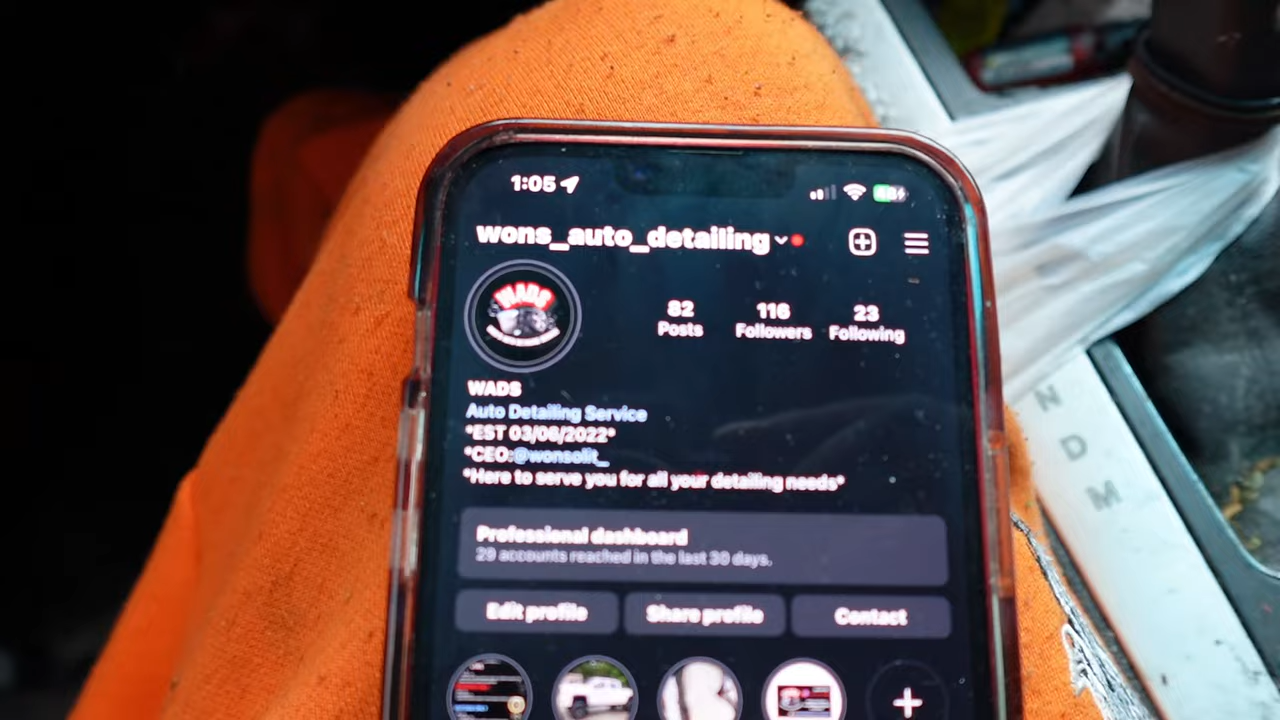 1:05
wons_auto_detailing
WADS
82 116 23
Posts Followers Following
WADS
Auto Detailing Service
*EST 03/06/2022*
*CEO:@wonsolit_
*Here to serve you for all your detailing needs*
Professional dashboard
29 accounts reached in the last 30 days.
Edit profile Share profile Contact
N
D
M